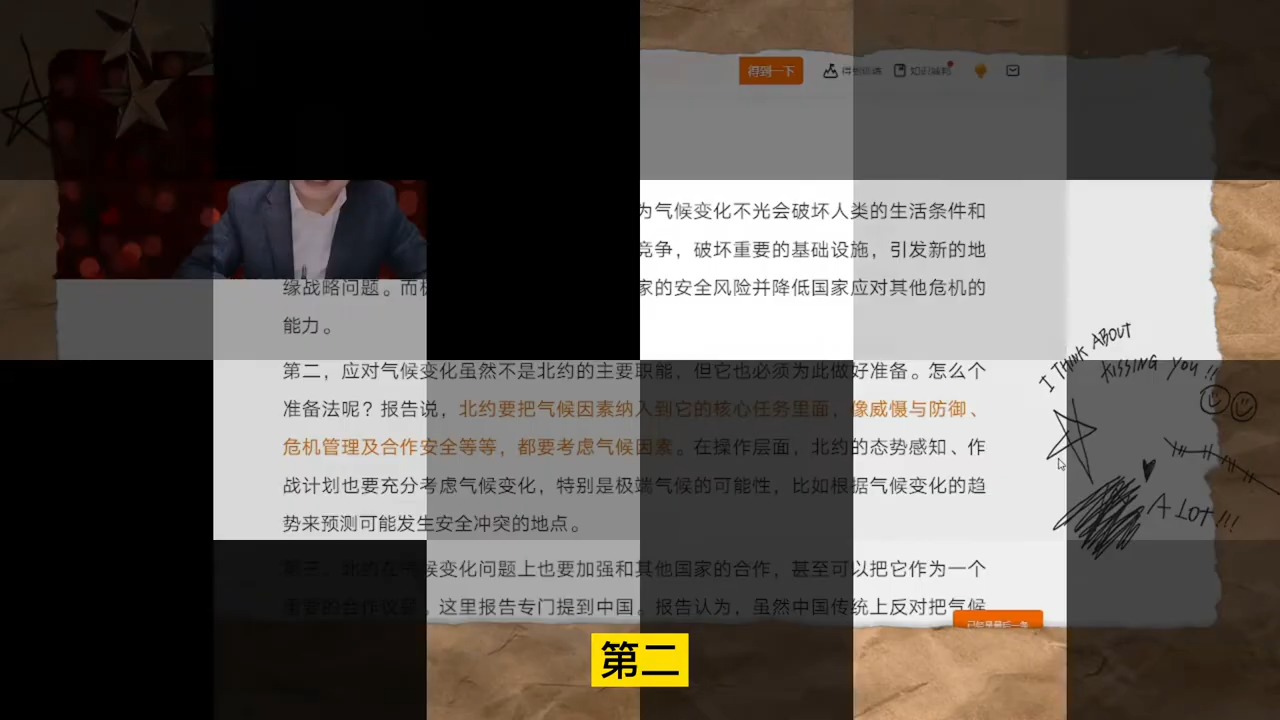 得到一下
为气候变化不光会破坏人类的生活条件和
竞争，破坏重要的基础设施，引发新的地
缘战略问题。而
家的安全风险并降低国家应对其他危机的
能力。
第二，应对气候变化虽然不是北约的主要职能，但它也必须为此做好准备。怎么个
准备法呢？报告说，北约要把气候因素纳入到它的核心任务里面，像威慑与防御、
危机管理及合作安全等等，都要考虑气候因素。在操作层面，北约的态势感知、作
战计划也要充分考虑气候变化，特别是极端气候的可能性，比如根据气候变化的趋
势来预测可能发生安全冲突的地点。
第三，北约在气候变化问题上也要加强和其他国家的合作，甚至可以把它作为一个
重要的合作议题。这里报告专门提到中国。报告认为，虽然中国传统上反对把气候
I THINK ABOUT
KISSING YOU !!
A LOT!!!
第二